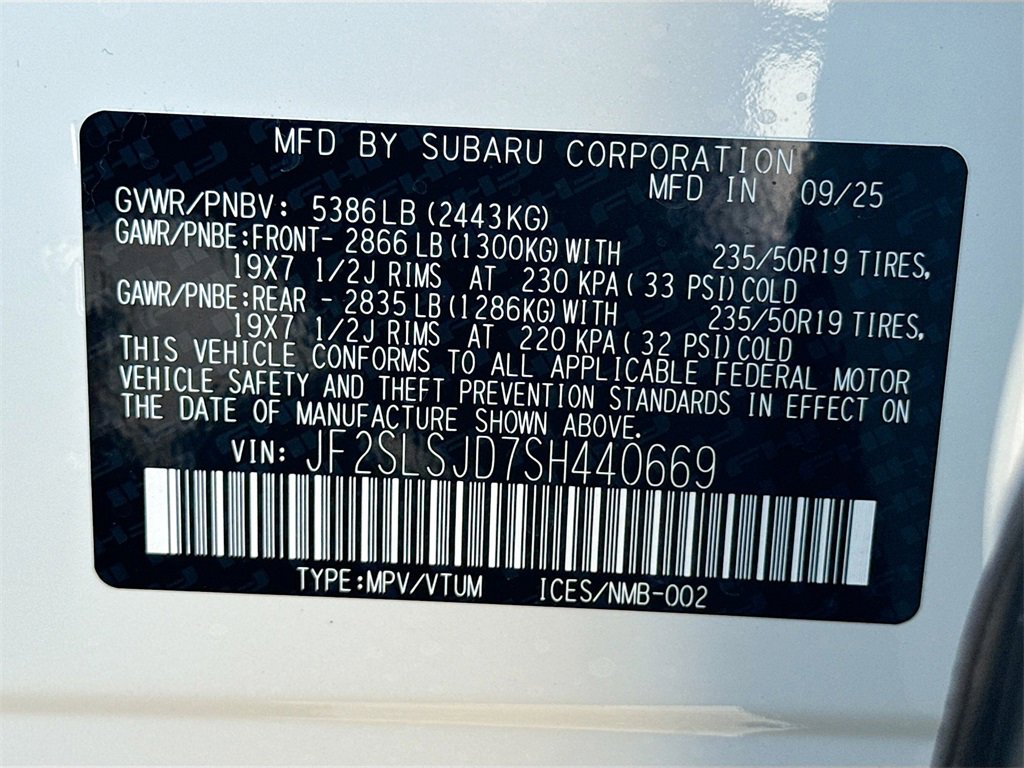 MFD BY SUBARU CORPORATION
MFD IN 09/25
GVWR/PNBV: 5386LB(2443KG)
GAWR/PNBE:FRONT- 2866LB(1300KG)WITH 235/50R19 TIRES,
19X7 1/2J RIMS AT 230 KPA( 33 PSI)COLD
GAWR/PNBE:REAR - 2835LB(1286KG)WITH 235/50R19 TIRES,
19X7 1/2J RIMS AT 220 KPA( 32 PSI)COLD
THIS VEHICLE CONFORMS TO ALL APPLICABLE FEDERAL MOTOR
VEHICLE SAFETY AND THEFT PREVENTION STANDARDS IN EFFECT ON
THE DATE OF MANUFACTURE SHOWN ABOVE.
VIN: JF2SLSJD7SH440669
TYPE:MPV/VTUM ICES/NMB-002